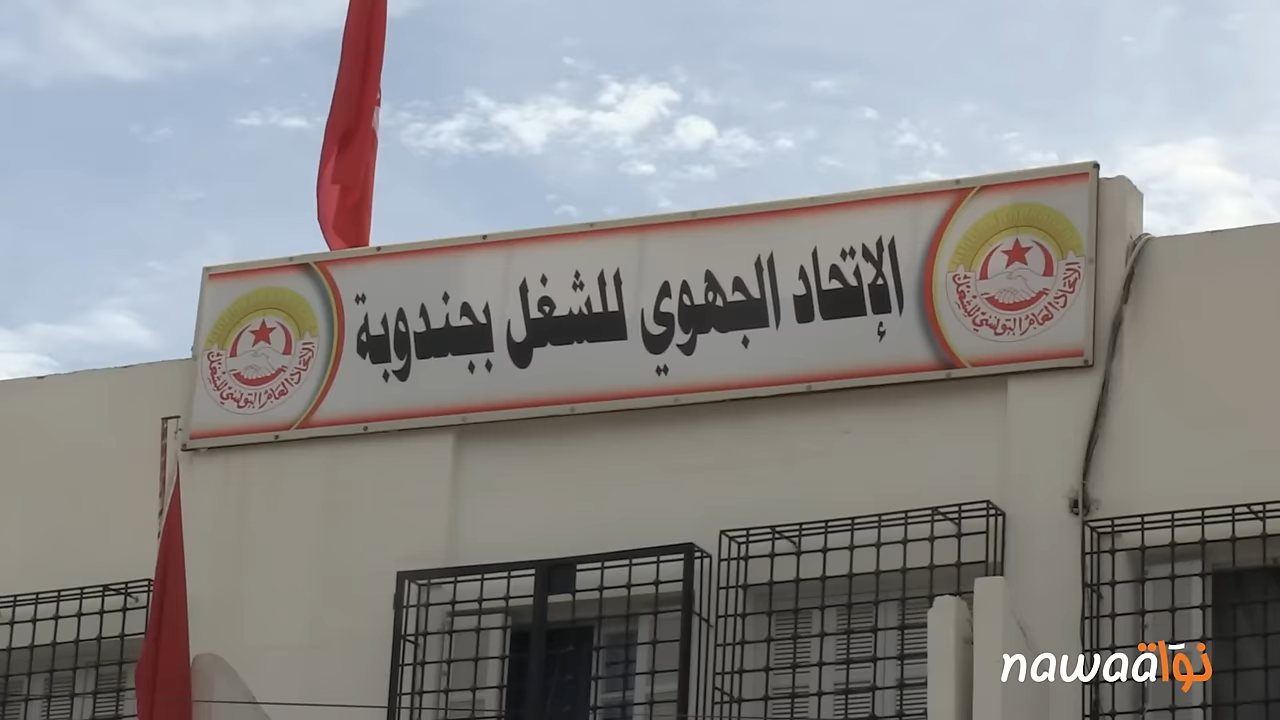 الإتحاد الجهوي للشغل بجندوبة
الاتحاد العام التونسي للشغل
الاتحاد العام التونسي للشغل
nawaat نواة